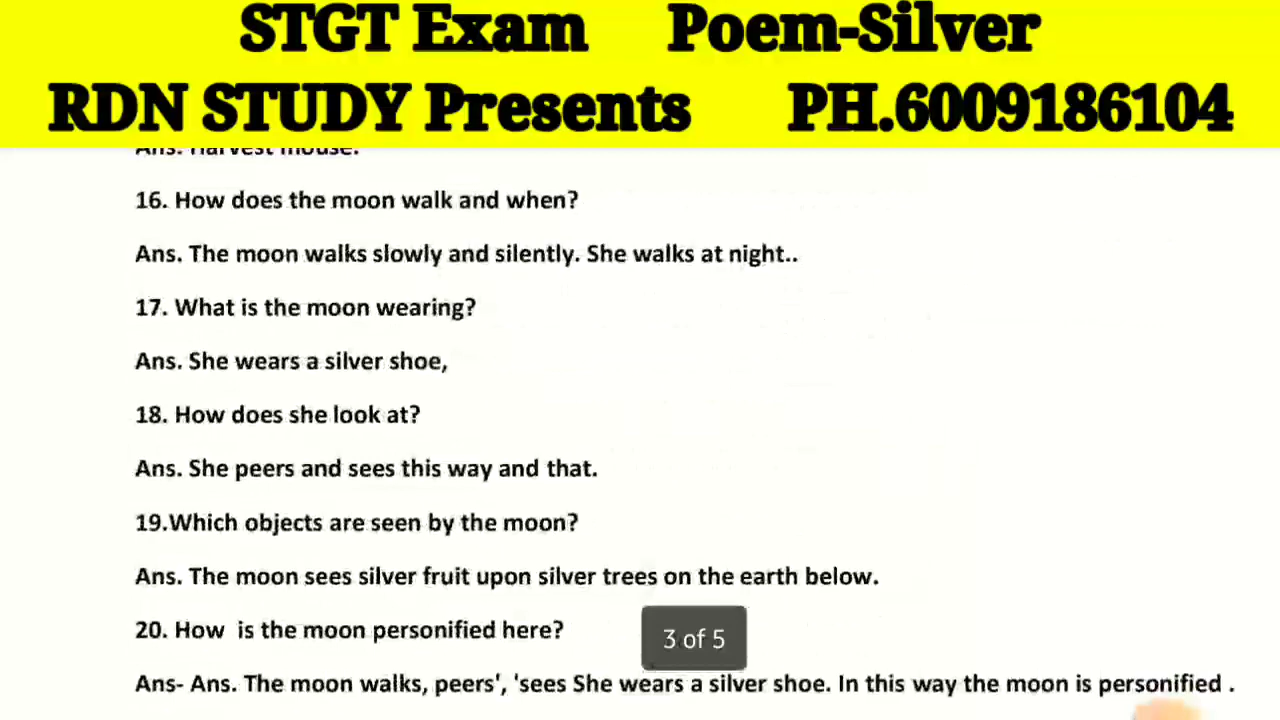 STGT Exam Poem-Silver
RDN STUDY Presents PH.6009186104
Ans. Harvest mouse.
16. How does the moon walk and when?
Ans. The moon walks slowly and silently. She walks at night..
17. What is the moon wearing?
Ans. She wears a silver shoe,
18. How does she look at?
Ans. She peers and sees this way and that.
19.Which objects are seen by the moon?
Ans. The moon sees silver fruit upon silver trees on the earth below.
20. How  is the moon personified here?
3 of 5
Ans- Ans. The moon walks, peers', 'sees She wears a silver shoe. In this way the moon is personified .